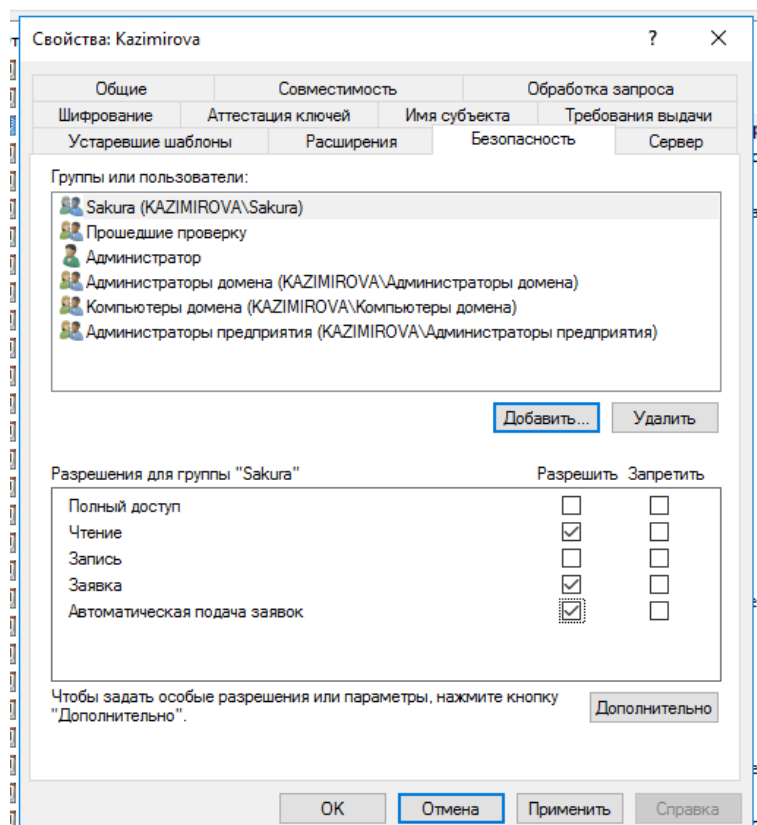 Свойства: Kazimirova ?
Общие Совместимость Обработка запроса
Шифрование Аттестация ключей Имя субъекта Требования выдачи
Устаревшие шаблоны Расширения Безопасность Сервер
Группы или пользователи:
Sakura (KAZIMIROVA\Sakura)
Прошедшие проверку
Администратор
Администраторы домена (KAZIMIROVA\Администраторы домена)
Компьютеры домена (KAZIMIROVA\Компьютеры домена)
Администраторы предприятия (KAZIMIROVA\Администраторы предприятия)
Добавить... Удалить
Разрешения для группы "Sakura" Разрешить Запретить
Полный доступ
Чтение
Запись
Заявка
Автоматическая подача заявок
Чтобы задать особые разрешения или параметры, нажмите кнопку
"Дополнительно". Дополнительно
ОК Отмена Применить Справка